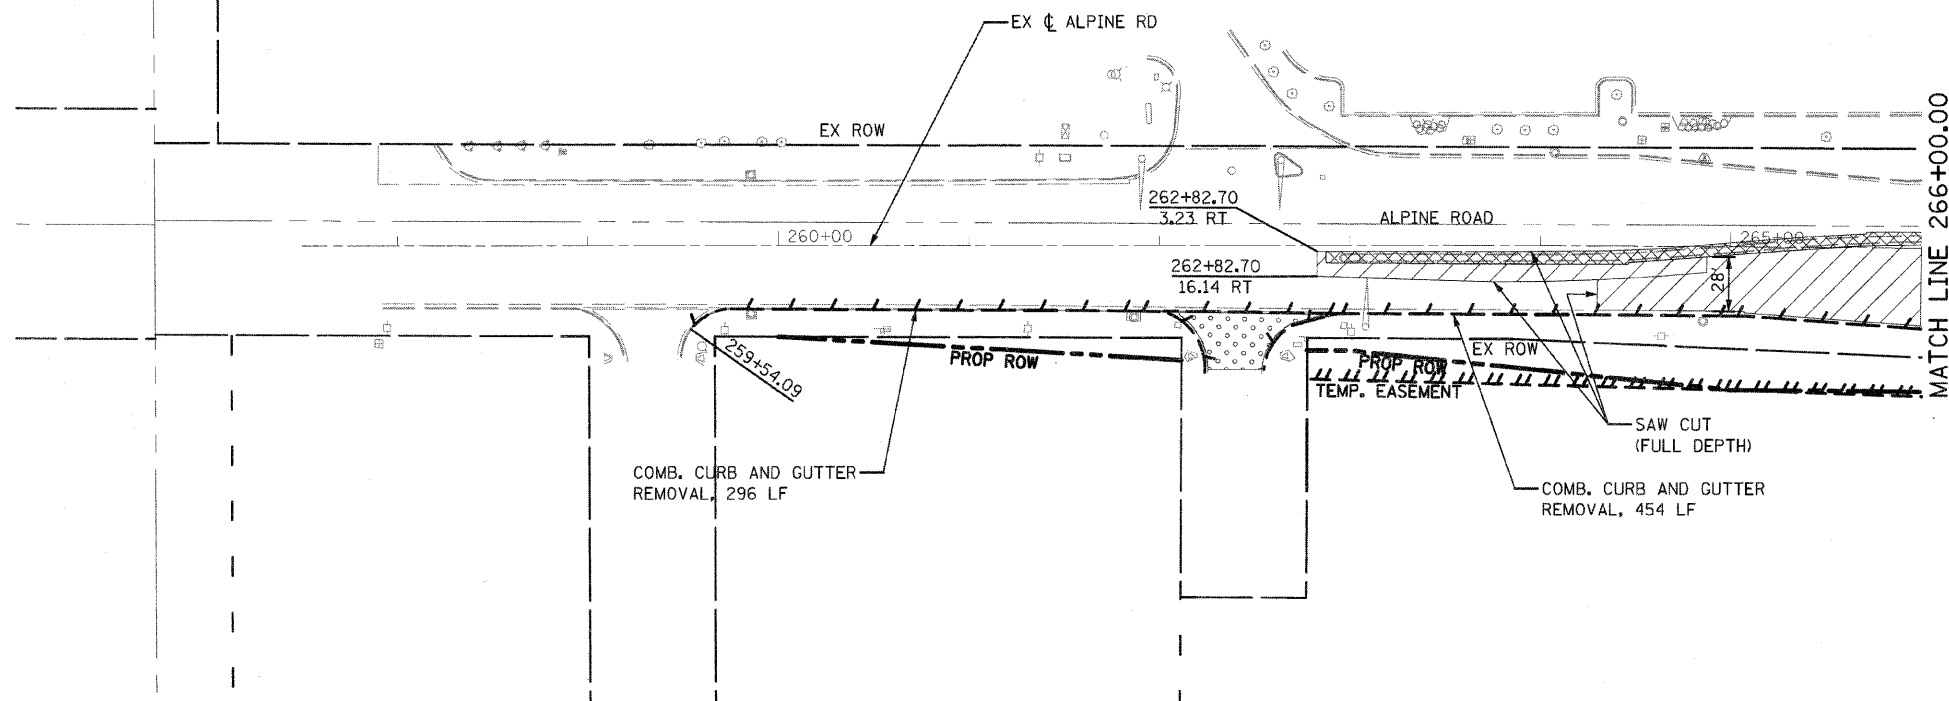 EX ℄ ALPINE RD
EX ROW
MATCH LINE 266+00.00
262+82.70
3.23 RT
ALPINE ROAD
260+00
265+00
262+82.70
16.14 RT
28'
259+54.09
PROP ROW
EX ROW
PROP ROW
TEMP. EASEMENT
SAW CUT
(FULL DEPTH)
COMB. CURB AND GUTTER
REMOVAL, 296 LF
COMB. CURB AND GUTTER
REMOVAL, 454 LF